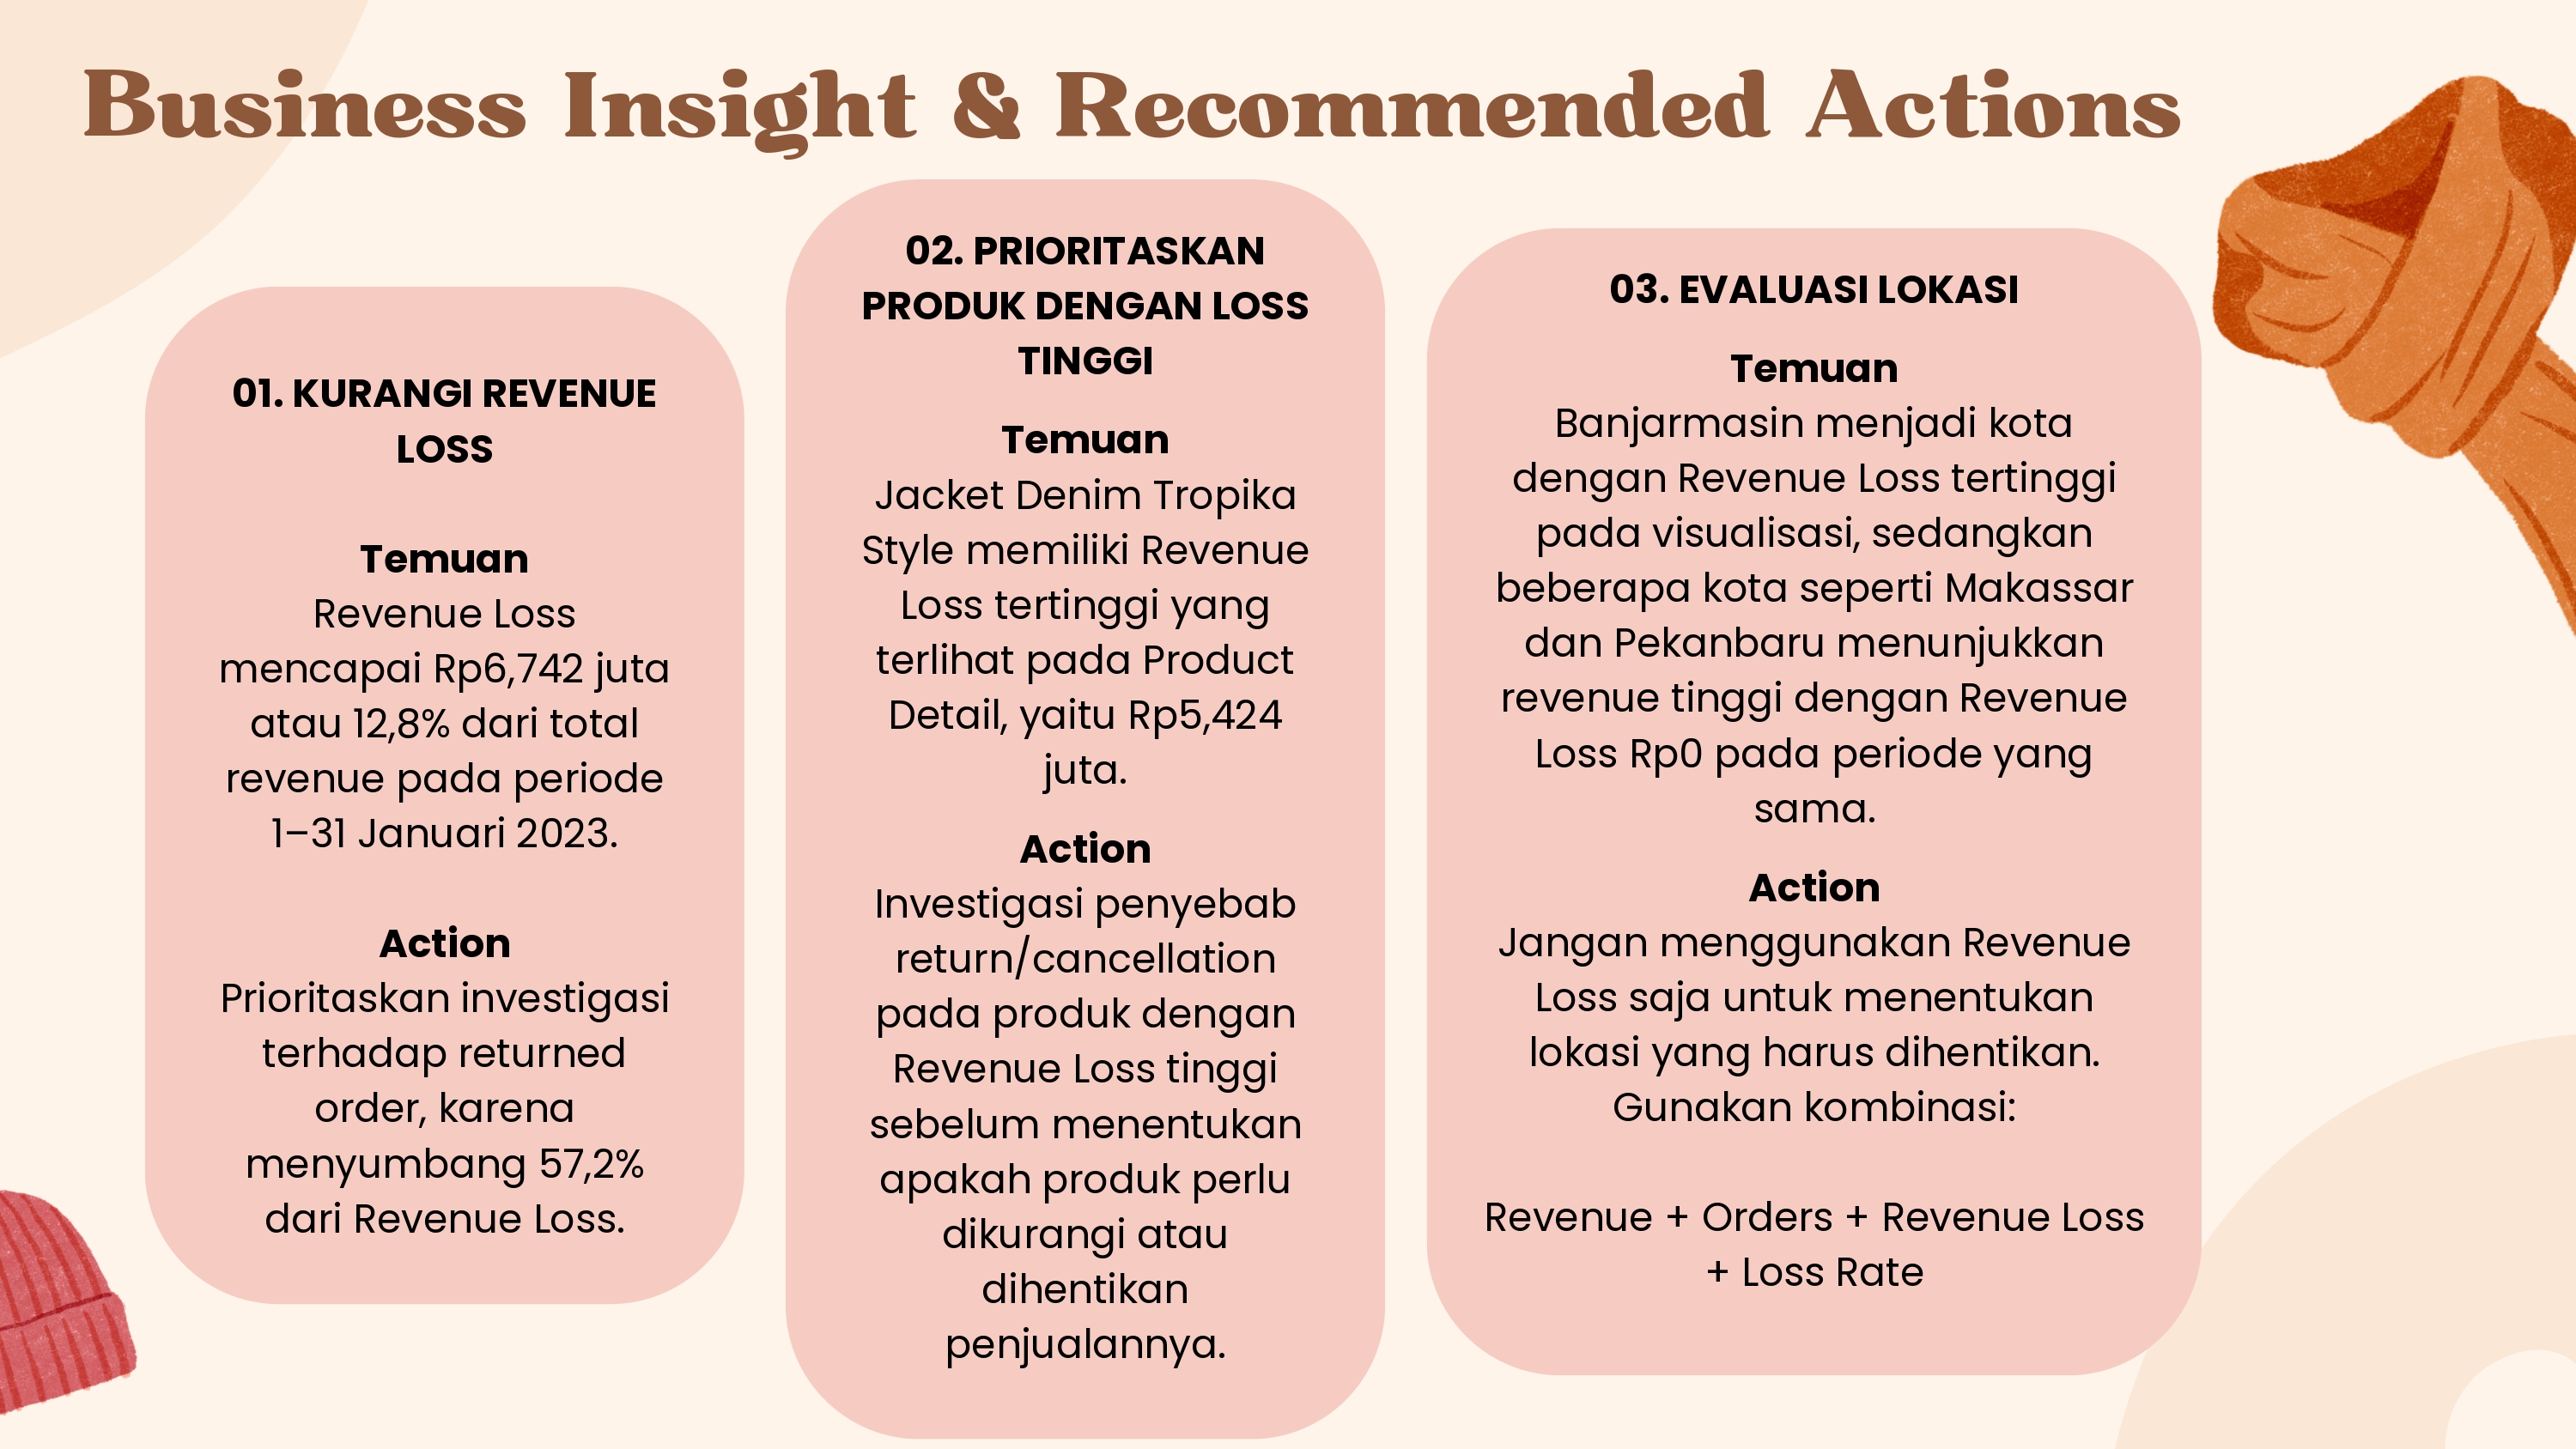 Business Insight & Recommended Actions
01. KURANGI REVENUE
LOSS
Temuan
Revenue Loss
mencapai Rp6,742 juta
atau 12,8% dari total
revenue pada periode
1–31 Januari 2023.
Action
Prioritaskan investigasi
terhadap returned
order, karena
menyumbang 57,2%
dari Revenue Loss.
02. PRIORITASKAN
PRODUK DENGAN LOSS
TINGGI
Temuan
Jacket Denim Tropika
Style memiliki Revenue
Loss tertinggi yang
terlihat pada Product
Detail, yaitu Rp5,424
juta.
Action
Investigasi penyebab
return/cancellation
pada produk dengan
Revenue Loss tinggi
sebelum menentukan
apakah produk perlu
dikurangi atau
dihentikan
penjualannya.
03. EVALUASI LOKASI
Temuan
Banjarmasin menjadi kota
dengan Revenue Loss tertinggi
pada visualisasi, sedangkan
beberapa kota seperti Makassar
dan Pekanbaru menunjukkan
revenue tinggi dengan Revenue
Loss Rp0 pada periode yang
sama.
Action
Jangan menggunakan Revenue
Loss saja untuk menentukan
lokasi yang harus dihentikan.
Gunakan kombinasi:
Revenue + Orders + Revenue Loss
+ Loss Rate